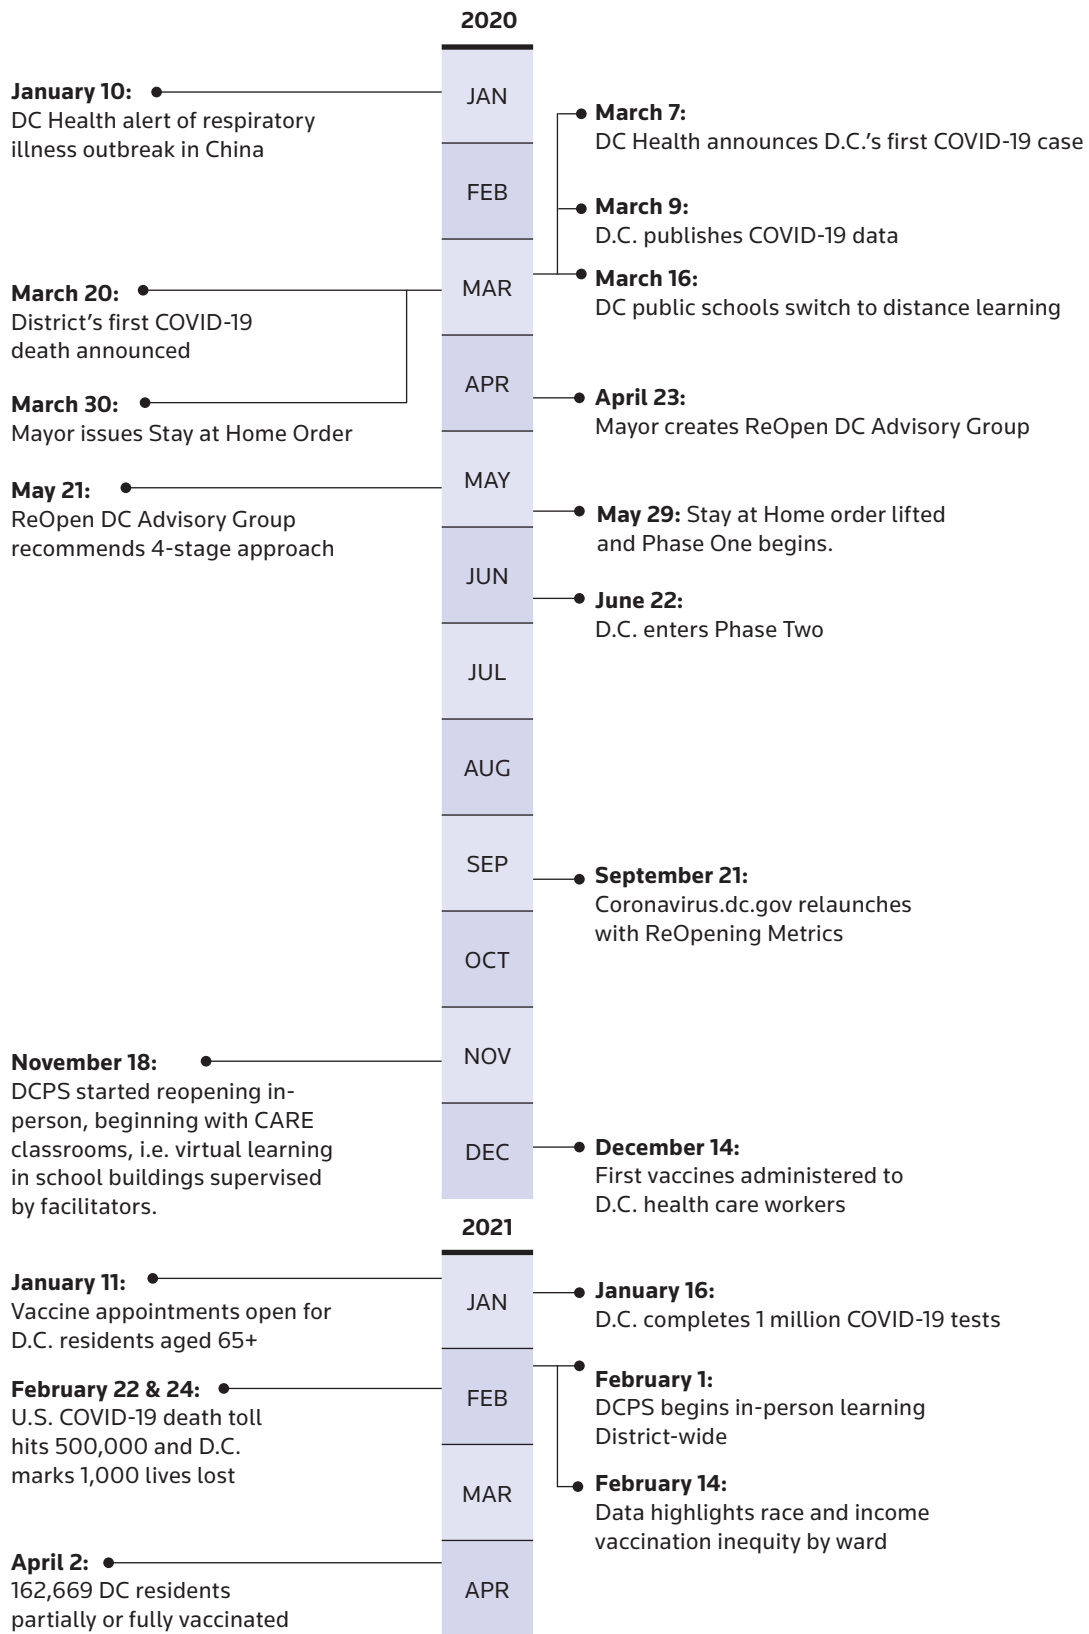 2020
JAN
January 10:
DC Health alert of respiratory
illness outbreak in China
March 7:
DC Health announces D.C.’s first COVID-19 case
FEB
March 9:
D.C. publishes COVID-19 data
MAR
March 16:
DC public schools switch to distance learning
March 20:
District’s first COVID-19
death announced
March 30:
Mayor issues Stay at Home Order
APR
April 23:
Mayor creates ReOpen DC Advisory Group
MAY
May 21:
ReOpen DC Advisory Group
recommends 4-stage approach
May 29: Stay at Home order lifted
and Phase One begins.
JUN
June 22:
D.C. enters Phase Two
JUL
AUG
SEP
September 21:
Coronavirus.dc.gov relaunches
with ReOpening Metrics
OCT
NOV
November 18:
DCPS started reopening in-
person, beginning with CARE
classrooms, i.e. virtual learning
in school buildings supervised
by facilitators.
DEC
December 14:
First vaccines administered to
D.C. health care workers
2021
January 11:
Vaccine appointments open for
D.C. residents aged 65+
JAN
January 16:
D.C. completes 1 million COVID-19 tests
February 22 & 24:
U.S. COVID-19 death toll
hits 500,000 and D.C.
marks 1,000 lives lost
FEB
February 1:
DCPS begins in-person learning
District-wide
MAR
February 14:
Data highlights race and income
vaccination inequity by ward
April 2:
162,669 DC residents
partially or fully vaccinated
APR